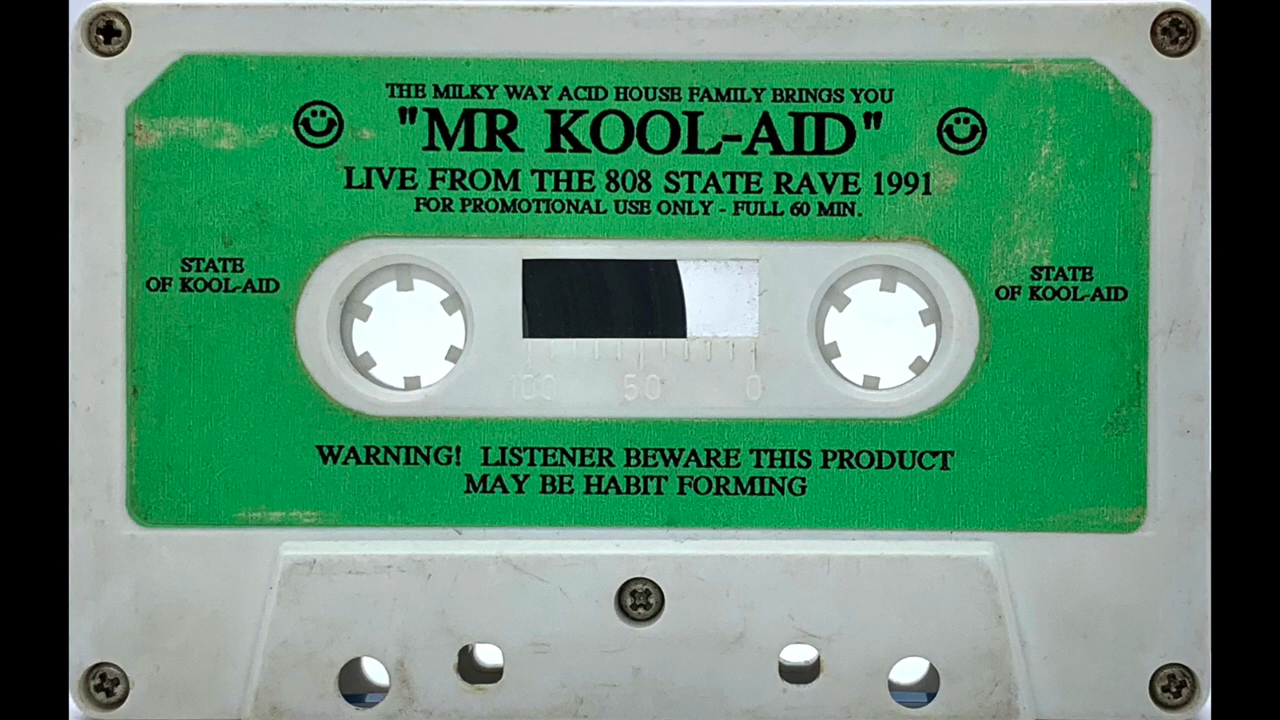 THE MILKY WAY ACID HOUSE FAMILY BRINGS YOU
"MR KOOL-AID"
LIVE FROM THE 808 STATE RAVE 1991
FOR PROMOTIONAL USE ONLY - FULL 60 MIN.
STATE
OF KOOL-AID
STATE
OF KOOL-AID
100 50 0
WARNING! LISTENER BEWARE THIS PRODUCT
MAY BE HABIT FORMING